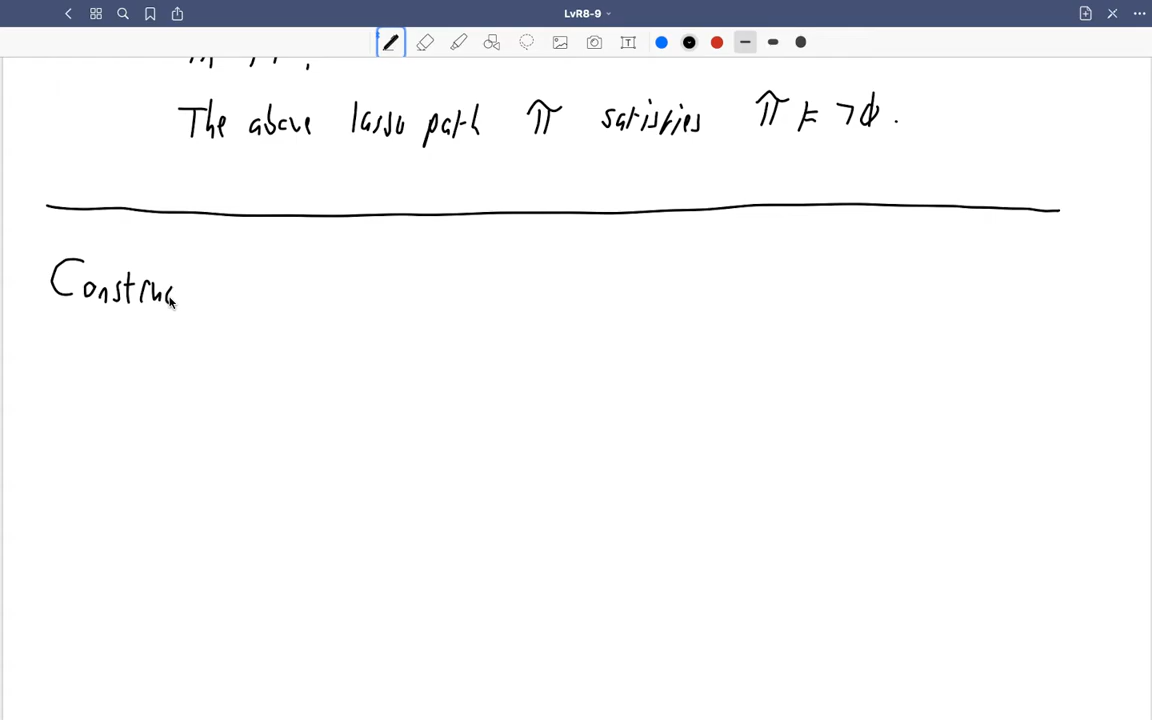 LvR8-9
The above lasso path π satisfies π ⊨ ¬ϕ.
Construc